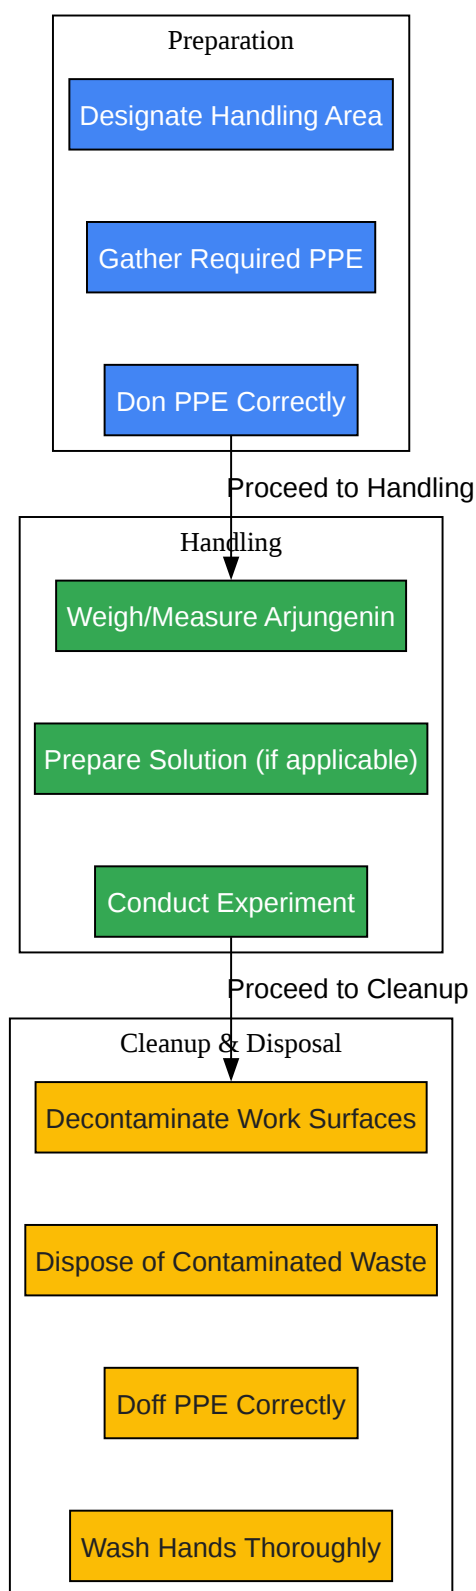 Preparation
Designate Handling Area
Gather Required PPE
Don PPE Correctly
Proceed to Handling
Handling
Weigh/Measure Arjungenin
Prepare Solution (if applicable)
Conduct Experiment
Proceed to Cleanup
Cleanup & Disposal
Decontaminate Work Surfaces
Dispose of Contaminated Waste
Doff PPE Correctly
Wash Hands Thoroughly